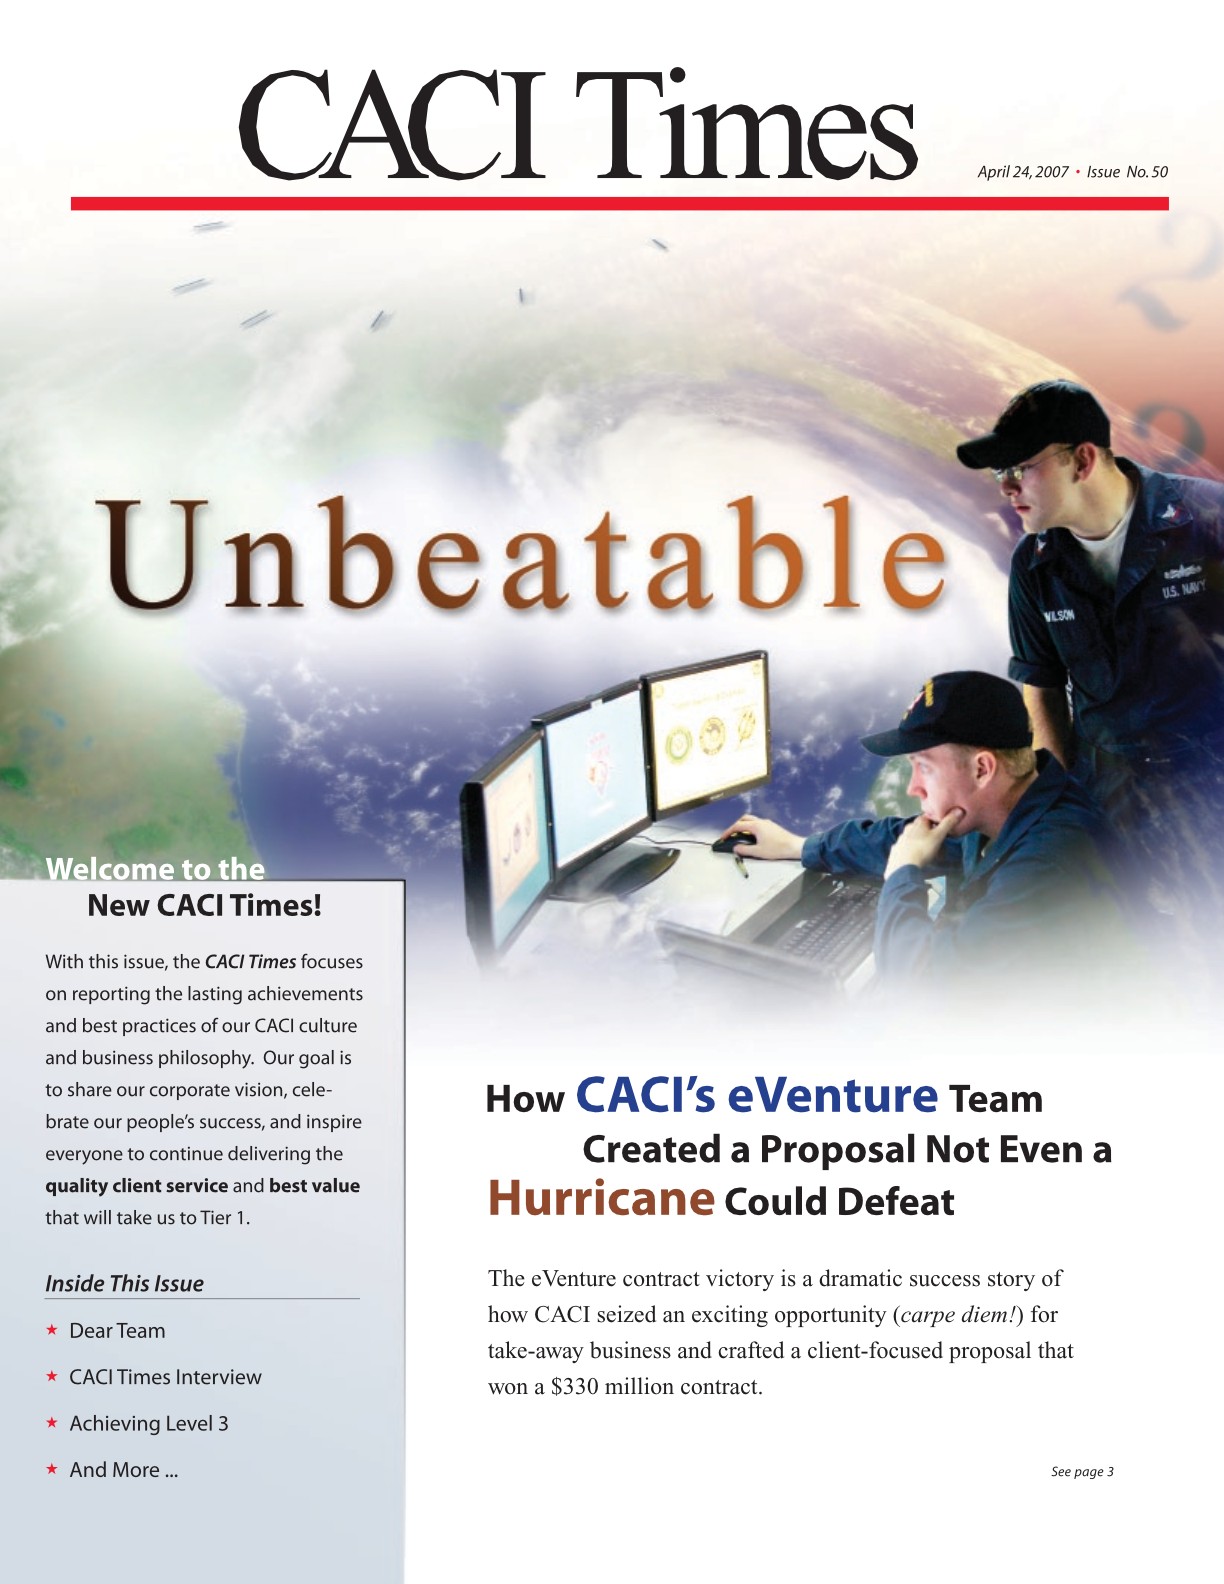 CACI Times
April 24, 2007 • Issue No. 50
2
2
Unbeatable
WILSON
U.S. NAVY
Welcome to the
New CACI Times!
With this issue, the CACI Times focuses
on reporting the lasting achievements
and best practices of our CACI culture
and business philosophy. Our goal is
to share our corporate vision, cele-
brate our people's success, and inspire
everyone to continue delivering the
quality client service and best value
that will take us to Tier 1.
Inside This Issue
★ Dear Team
★ CACI Times Interview
★ Achieving Level 3
★ And More ...
How CACI's eVenture Team
Created a Proposal Not Even a
Hurricane Could Defeat
The eVenture contract victory is a dramatic success story of
how CACI seized an exciting opportunity (carpe diem!) for
take-away business and crafted a client-focused proposal that
won a $330 million contract.
See page 3